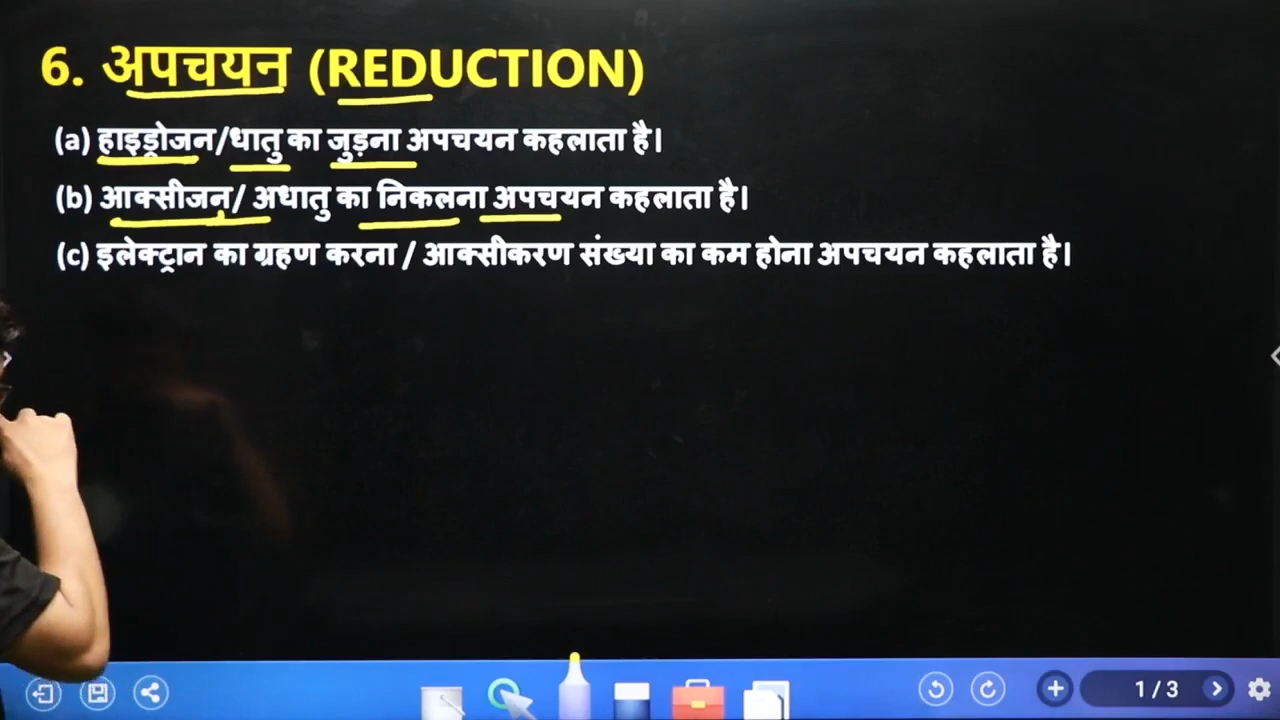 6. अपचयन (REDUCTION)
(a) हाइड्रोजन/धातु का जुड़ना अपचयन कहलाता है।
(b) आक्सीजन/ अधातु का निकलना अपचयन कहलाता है।
(c) इलेक्ट्रान का ग्रहण करना / आक्सीकरण संख्या का कम होना अपचयन कहलाता है।
1 / 3